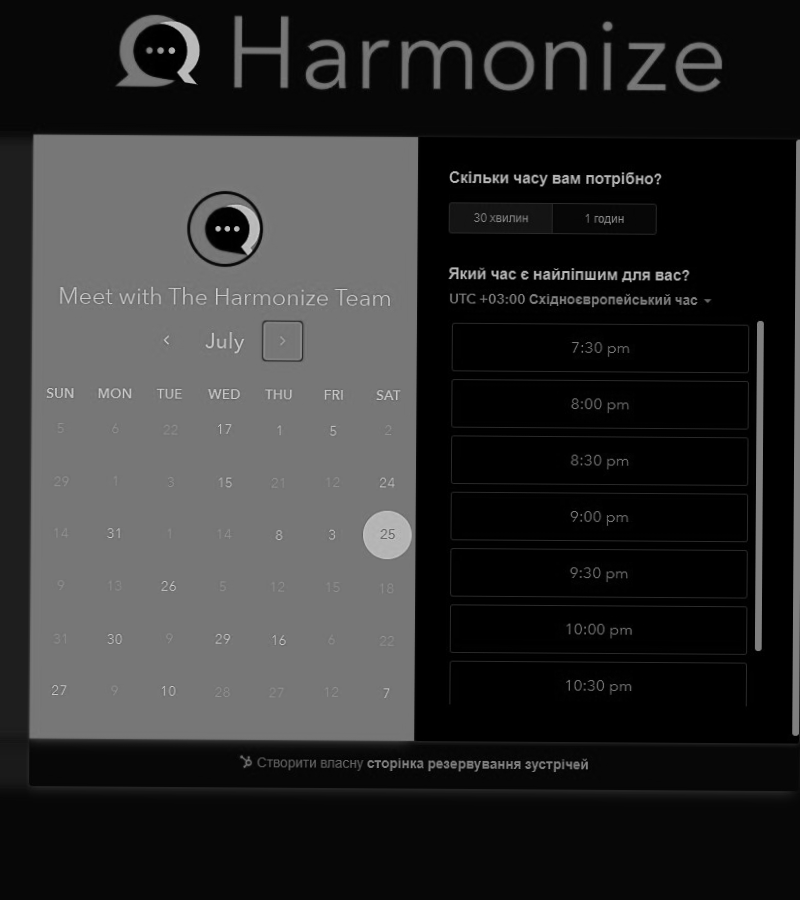 Harmonize
Meet with The Harmonize Team
July
SUN MON TUE WED THU FRI SAT
5 6 22 17 1 5 2
29 1 3 15 21 12 24
14 31 1 14 8 3 25
9 13 26 5 12 15 18
31 30 9 29 16 6 22
27 9 10 28 27 12 7
Скільки часу вам потрібно?
30 хвилин 1 годин
Який час є найліпшим для вас?
UTC +03:00 Східноєвропейський час
7:30 pm
8:00 pm
8:30 pm
9:00 pm
9:30 pm
10:00 pm
10:30 pm
Створити власну сторінка резервування зустрічей